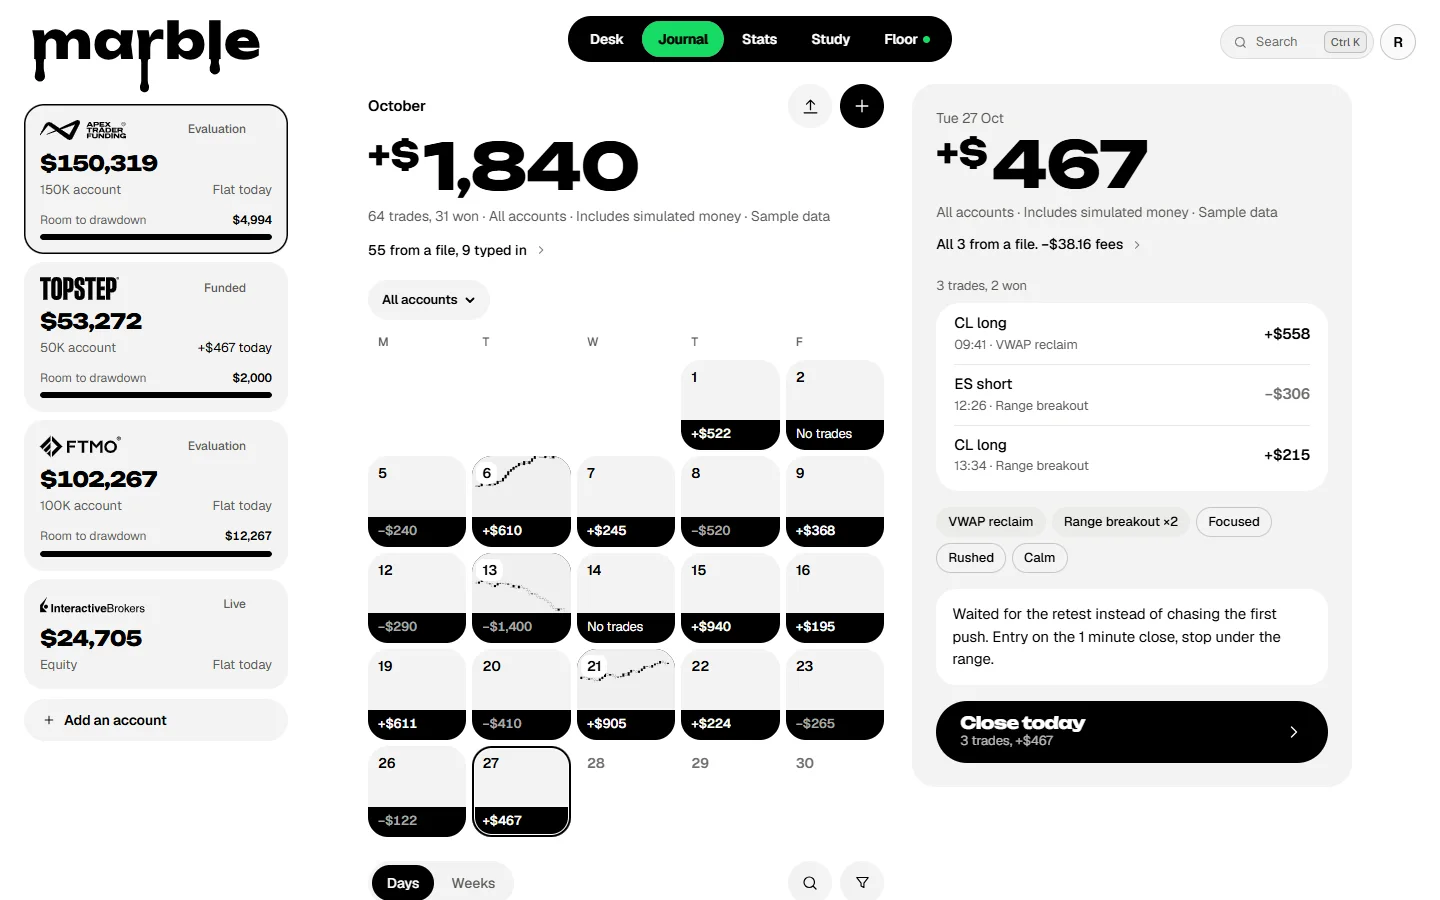 marble
Desk
Journal
Stats
Study
Floor
Search
Ctrl K
R
APEX
TRADER
FUNDING
Evaluation
$150,319
150K account
Flat today
Room to drawdown
$4,994
TOPSTEP
Funded
$53,272
50K account
+$467 today
Room to drawdown
$2,000
FTMO
Evaluation
$102,267
100K account
Flat today
Room to drawdown
$12,267
InteractiveBrokers
Live
$24,705
Equity
Flat today
+ Add an account
October
+$1,840
64 trades, 31 won · All accounts · Includes simulated money · Sample data
55 from a file, 9 typed in
All accounts
M T W T F
1 2
+$522 No trades
5 6 7 8 9
−$240 +$610 +$245 −$520 +$368
12 13 14 15 16
−$290 −$1,400 No trades +$940 +$195
19 20 21 22 23
+$611 −$410 +$905 +$224 −$265
26 27 28 29 30
−$122 +$467
Days
Weeks
Tue 27 Oct
+$467
All accounts · Includes simulated money · Sample data
All 3 from a file. −$38.16 fees
3 trades, 2 won
CL long
09:41 · VWAP reclaim
+$558
ES short
12:26 · Range breakout
−$306
CL long
13:34 · Range breakout
+$215
VWAP reclaim
Range breakout ×2
Focused
Rushed
Calm
Waited for the retest instead of chasing the first
push. Entry on the 1 minute close, stop under the
range.
Close today
3 trades, +$467